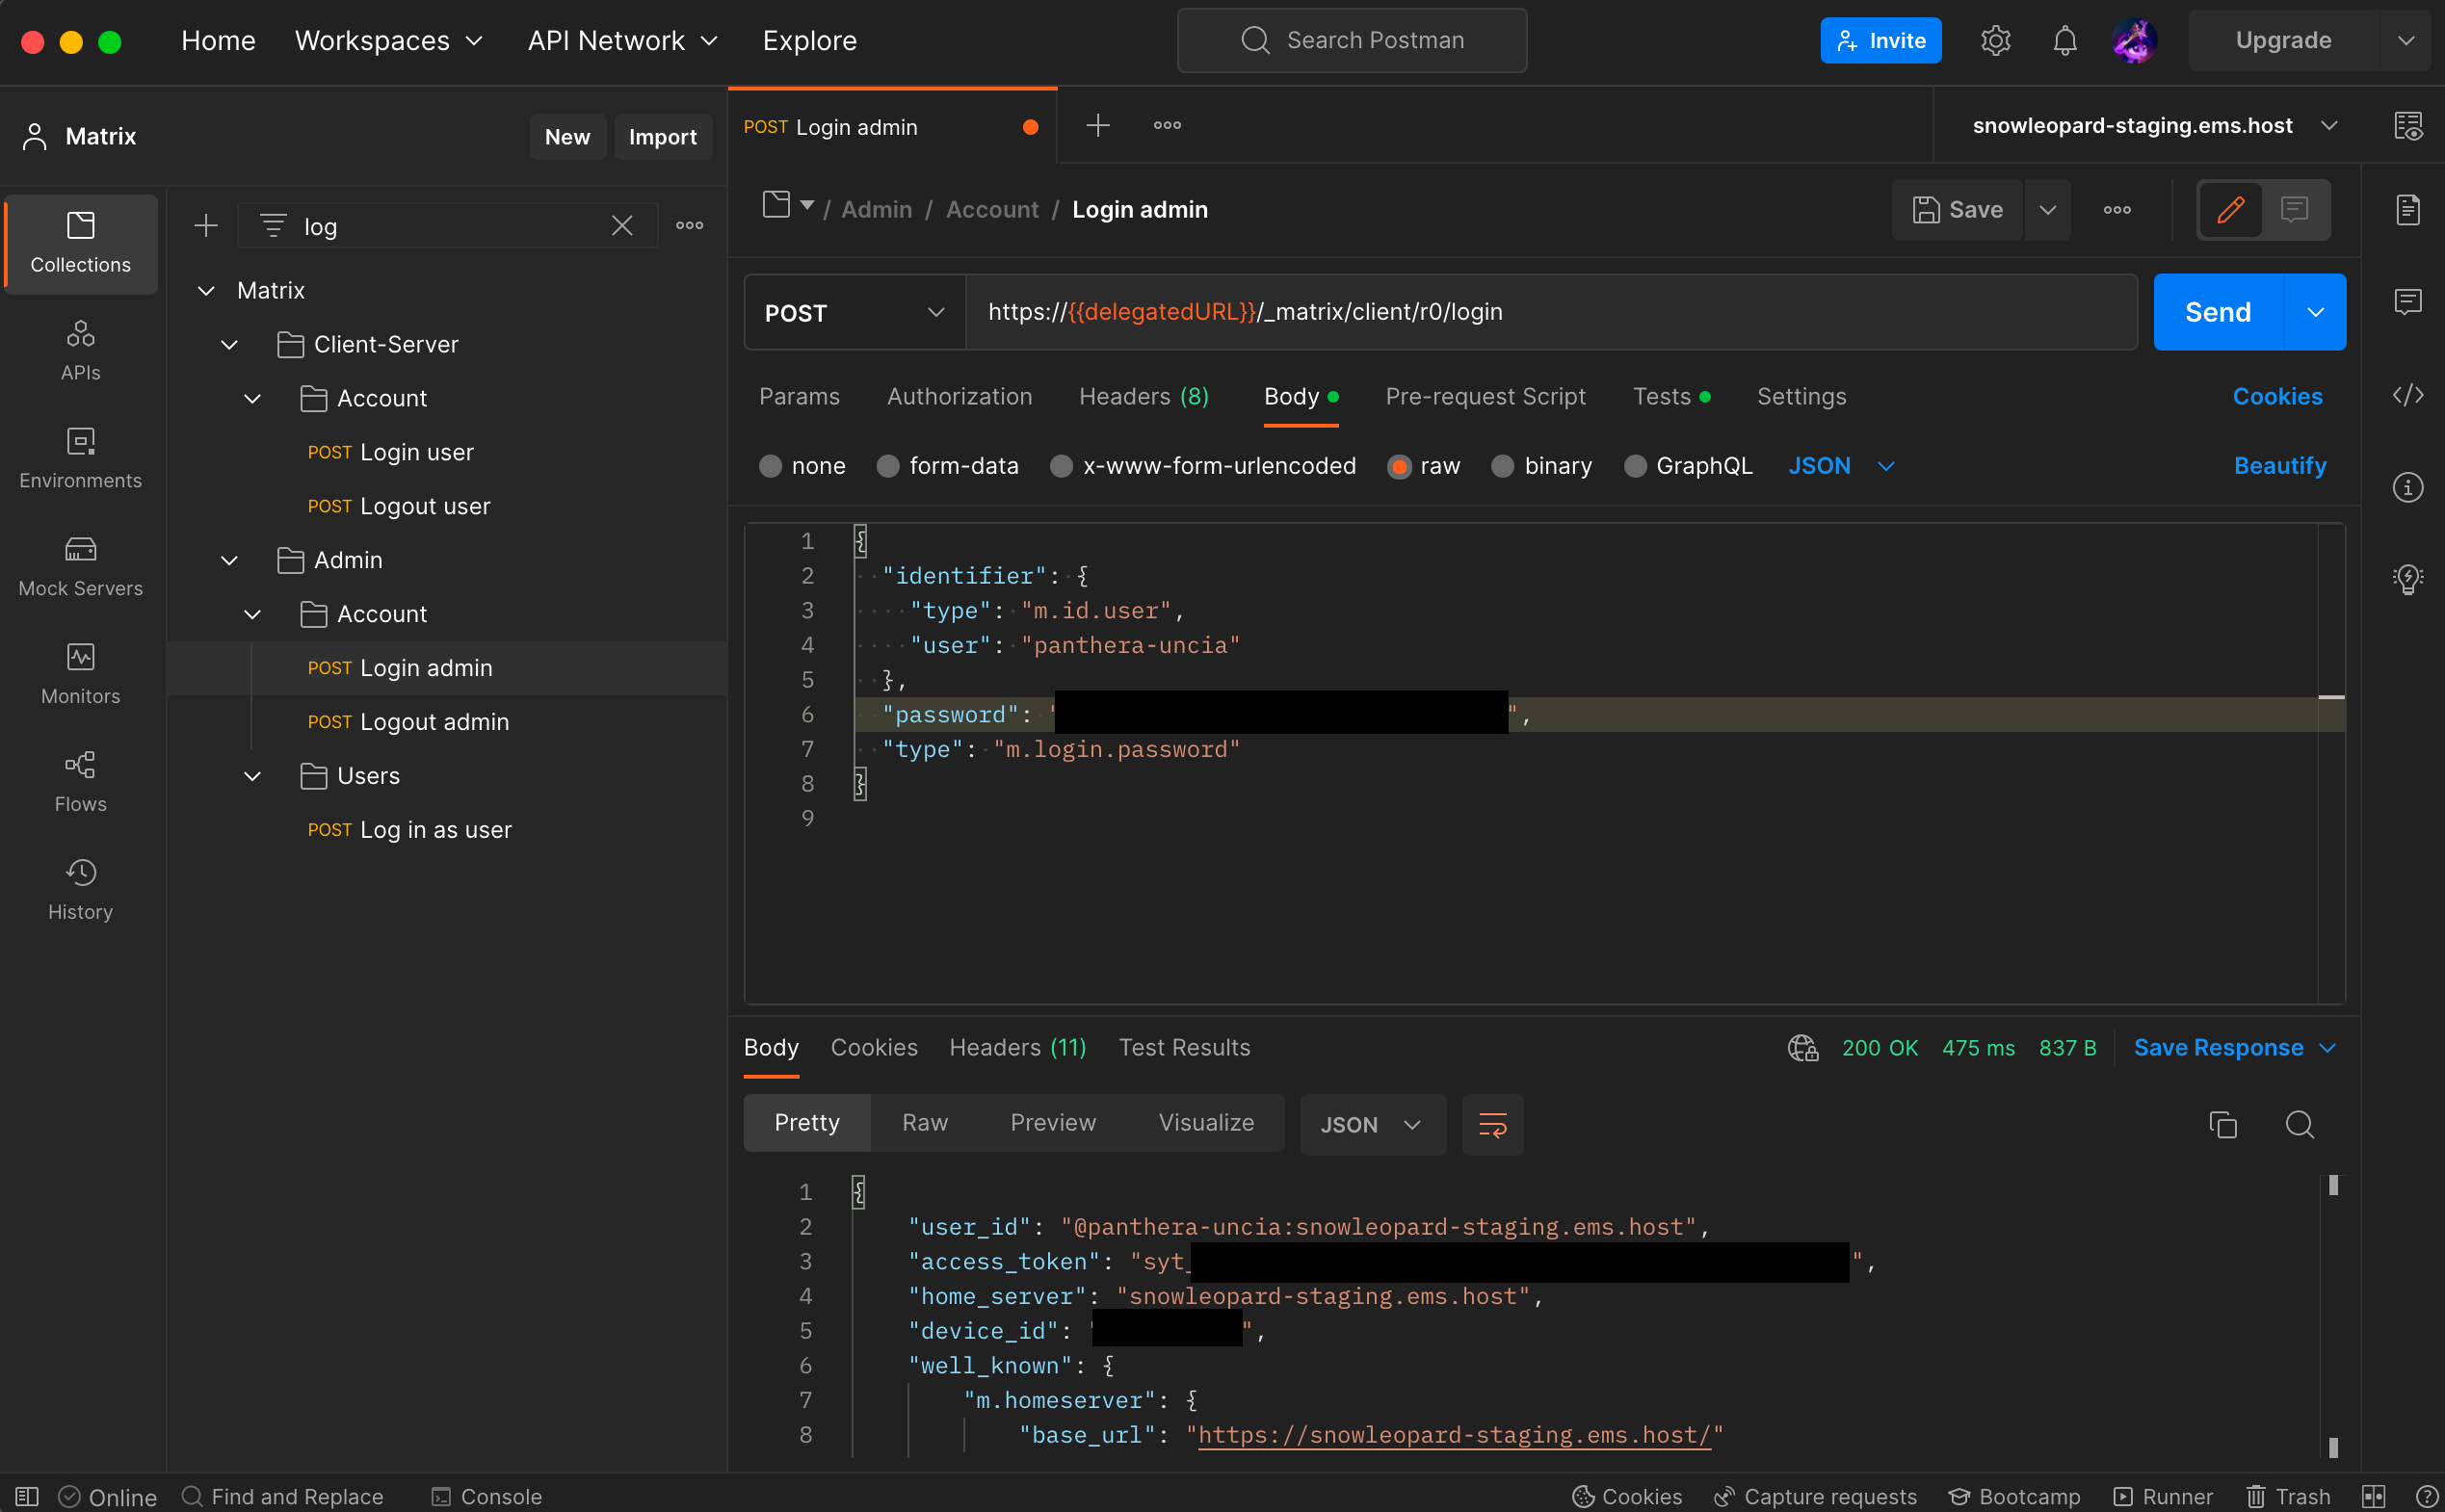 Home Workspaces API Network Explore Search Postman Invite Upgrade
Matrix New Import
POST Login admin snowleopard-staging.ems.host
Collections
APIs
Environments
Mock Servers
Monitors
Flows
History
log
Matrix
Client-Server
Account
POST Login user
POST Logout user
Admin
Account
POST Login admin
POST Logout admin
Users
POST Log in as user
/ Admin / Account / Login admin Save
POST https://{{delegatedURL}}/_matrix/client/r0/login Send
Params Authorization Headers (8) Body Pre-request Script Tests Settings Cookies
none form-data x-www-form-urlencoded raw binary GraphQL JSON Beautify
1 {
2 "identifier": {
3 "type": "m.id.user",
4 "user": "panthera-uncia"
5 },
6 "password": "",
7 "type": "m.login.password"
8 }
9
Body Cookies Headers (11) Test Results 200 OK 475 ms 837 B Save Response
Pretty Raw Preview Visualize JSON
1 {
2 "user_id": "@panthera-uncia:snowleopard-staging.ems.host",
3 "access_token": "syt_",
4 "home_server": "snowleopard-staging.ems.host",
5 "device_id": "",
6 "well_known": {
7 "m.homeserver": {
8 "base_url": "https://snowleopard-staging.ems.host/"
Online Find and Replace Console Cookies Capture requests Bootcamp Runner Trash